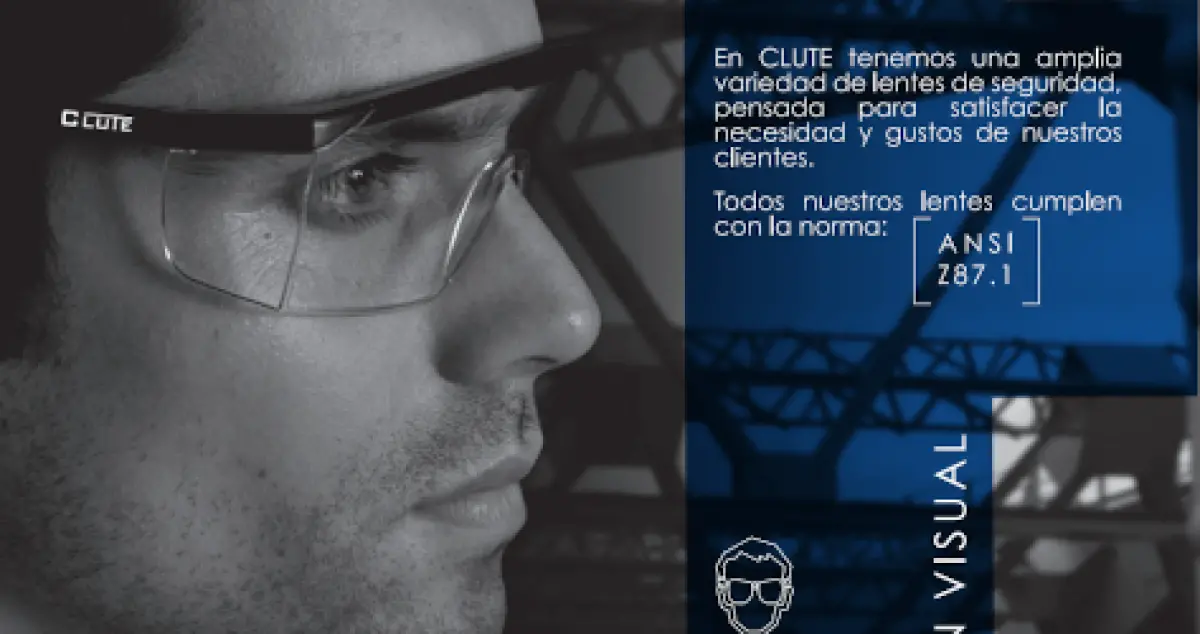 CLUTE
En CLUTE tenemos una amplia
variedad de lentes de seguridad,
pensada para satisfacer la
necesidad y gustos de nuestros
clientes.
Todos nuestros lentes cumplen
con la norma:
ANSI
Z87.1
VISUAL